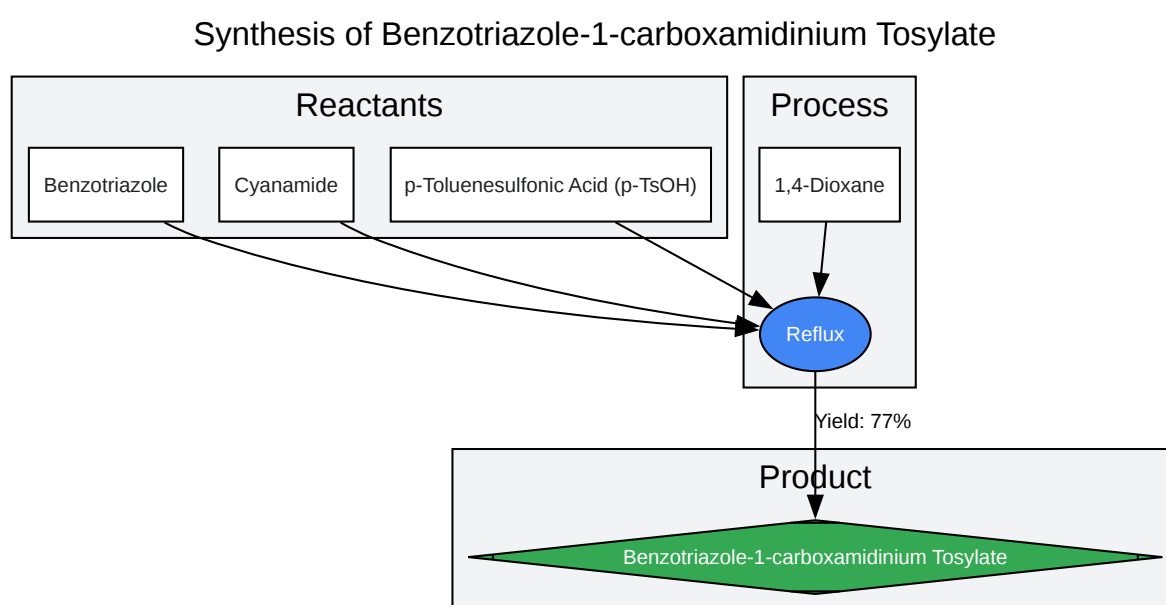 Synthesis of Benzotriazole-1-carboxamidinium Tosylate
Reactants
Process
Benzotriazole
Cyanamide
p-Toluenesulfonic Acid (p-TsOH)
1,4-Dioxane
Reflux
Yield: 77%
Product
Benzotriazole-1-carboxamidinium Tosylate